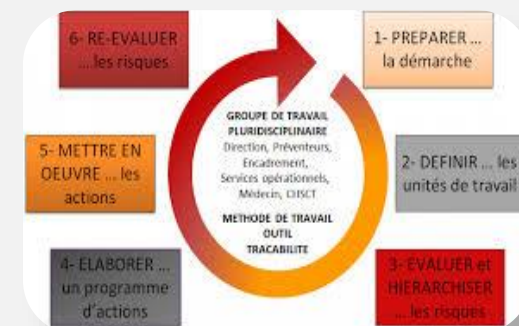 1- PREPARER ...
la démarche
2- DEFINIR ... les
unités de travail
3- EVALUER et
HIERARCHISER
... les risques
4- ELABORER ...
un programme
d'actions
5- METTRE EN
OEUVRE ... les
actions
6- RE-EVALUER
... les risques
GROUPE DE TRAVAIL
PLURIDISCIPLINAIRE
Direction, Préventeurs,
Encadrement,
Services opérationnels,
Médecin, CHSCT
METHODE DE TRAVAIL
OUTIL
TRACABILITE